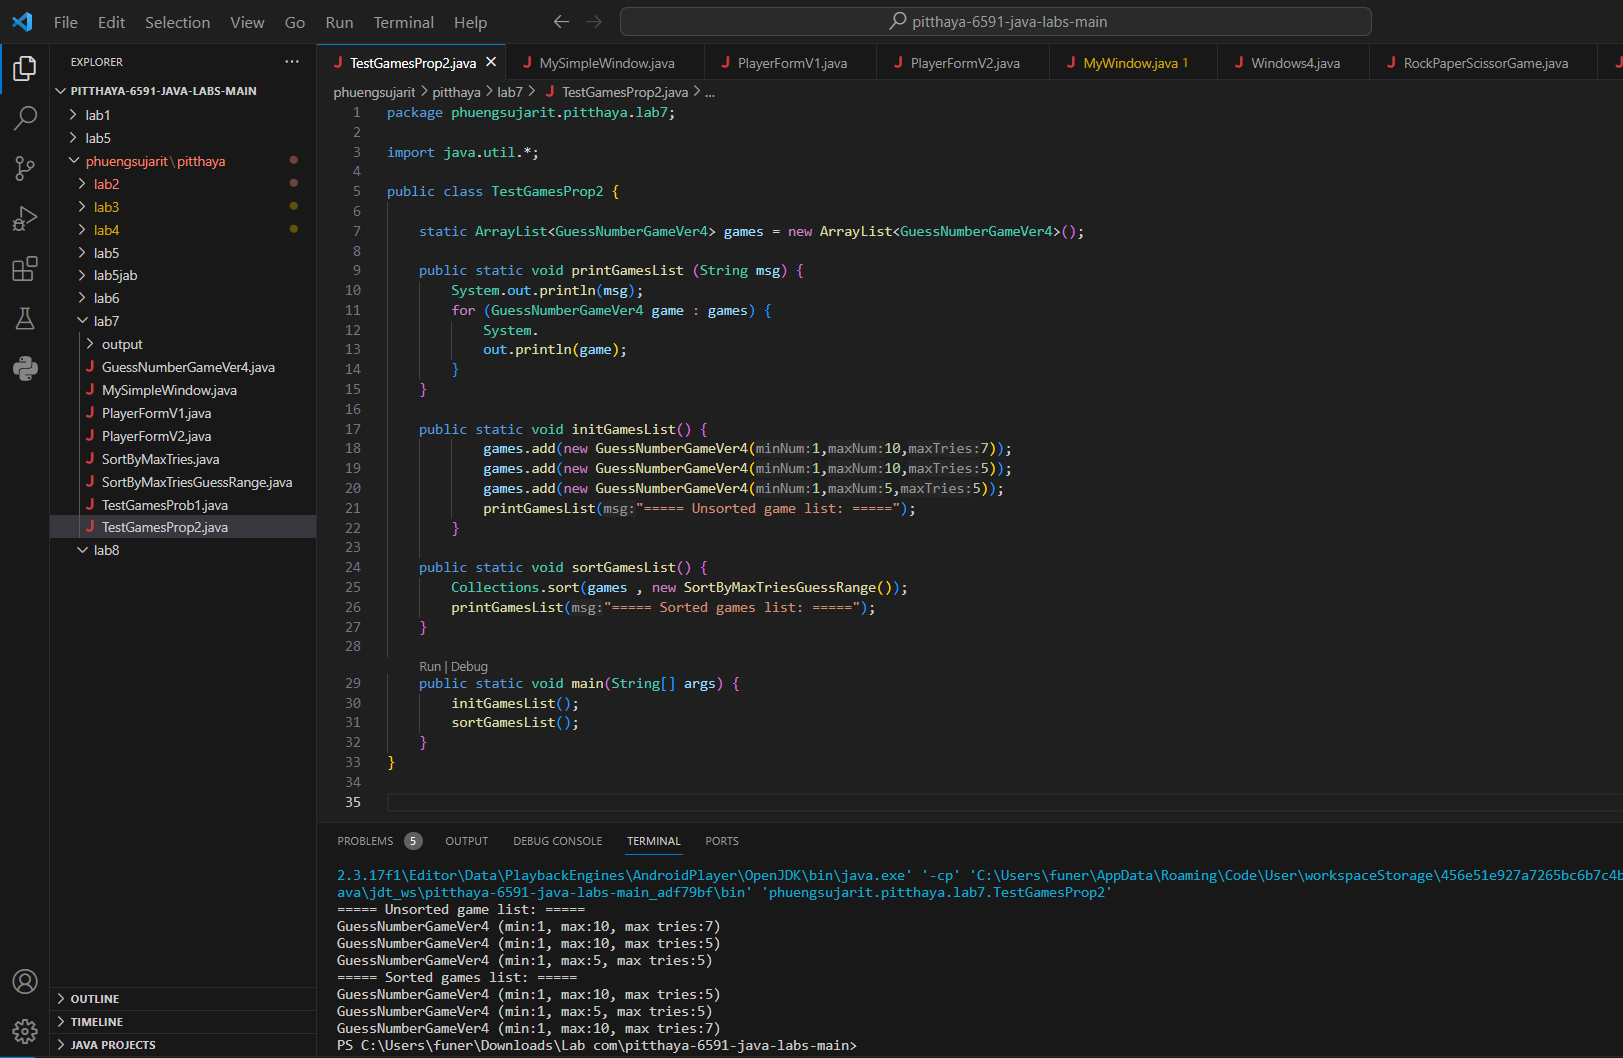 File Edit Selection View Go Run Terminal Help pitthaya-6591-java-labs-main
EXPLORER ...
PITTHAYA-6591-JAVA-LABS-MAIN
lab1
lab5
phuengsujarit\pitthaya
lab2
lab3
lab4
lab5
lab5jab
lab6
lab7
output
J GuessNumberGameVer4.java
J MySimpleWindow.java
J PlayerFormV1.java
J PlayerFormV2.java
J SortByMaxTries.java
J SortByMaxTriesGuessRange.java
J TestGamesProb1.java
J TestGamesProp2.java
lab8
OUTLINE
TIMELINE
JAVA PROJECTS
J TestGamesProp2.java × J MySimpleWindow.java J PlayerFormV1.java J PlayerFormV2.java J MyWindow.java 1 J Windows4.java J RockPaperScissorGame.java J
phuengsujarit > pitthaya > lab7 > J TestGamesProp2.java > ...
1 package phuengsujarit.pitthaya.lab7;
2
3 import java.util.*;
4
5 public class TestGamesProp2 {
6
7 static ArrayList<GuessNumberGameVer4> games = new ArrayList<GuessNumberGameVer4>();
8
9 public static void printGamesList (String msg) {
10 System.out.println(msg);
11 for (GuessNumberGameVer4 game : games) {
12 System.
13 out.println(game);
14 }
15 }
16
17 public static void initGamesList() {
18 games.add(new GuessNumberGameVer4(minNum:1,maxNum:10,maxTries:7));
19 games.add(new GuessNumberGameVer4(minNum:1,maxNum:10,maxTries:5));
20 games.add(new GuessNumberGameVer4(minNum:1,maxNum:5,maxTries:5));
21 printGamesList(msg:"===== Unsorted game list: =====");
22 }
23
24 public static void sortGamesList() {
25 Collections.sort(games , new SortByMaxTriesGuessRange());
26 printGamesList(msg:"===== Sorted games list: =====");
27 }
28
Run | Debug
29 public static void main(String[] args) {
30 initGamesList();
31 sortGamesList();
32 }
33 }
34
35
PROBLEMS 5 OUTPUT DEBUG CONSOLE TERMINAL PORTS
2.3.17f1\Editor\Data\PlaybackEngines\AndroidPlayer\OpenJDK\bin\java.exe' '-cp' 'C:\Users\funer\AppData\Roaming\Code\User\workspaceStorage\456e51e927a7265bc6b7c4b
ava\jdt_ws\pitthaya-6591-java-labs-main_adf79bf\bin' 'phuengsujarit.pitthaya.lab7.TestGamesProp2'
===== Unsorted game list: =====
GuessNumberGameVer4 (min:1, max:10, max tries:7)
GuessNumberGameVer4 (min:1, max:10, max tries:5)
GuessNumberGameVer4 (min:1, max:5, max tries:5)
===== Sorted games list: =====
GuessNumberGameVer4 (min:1, max:10, max tries:5)
GuessNumberGameVer4 (min:1, max:5, max tries:5)
GuessNumberGameVer4 (min:1, max:10, max tries:7)
PS C:\Users\funer\Downloads\Lab com\pitthaya-6591-java-labs-main>